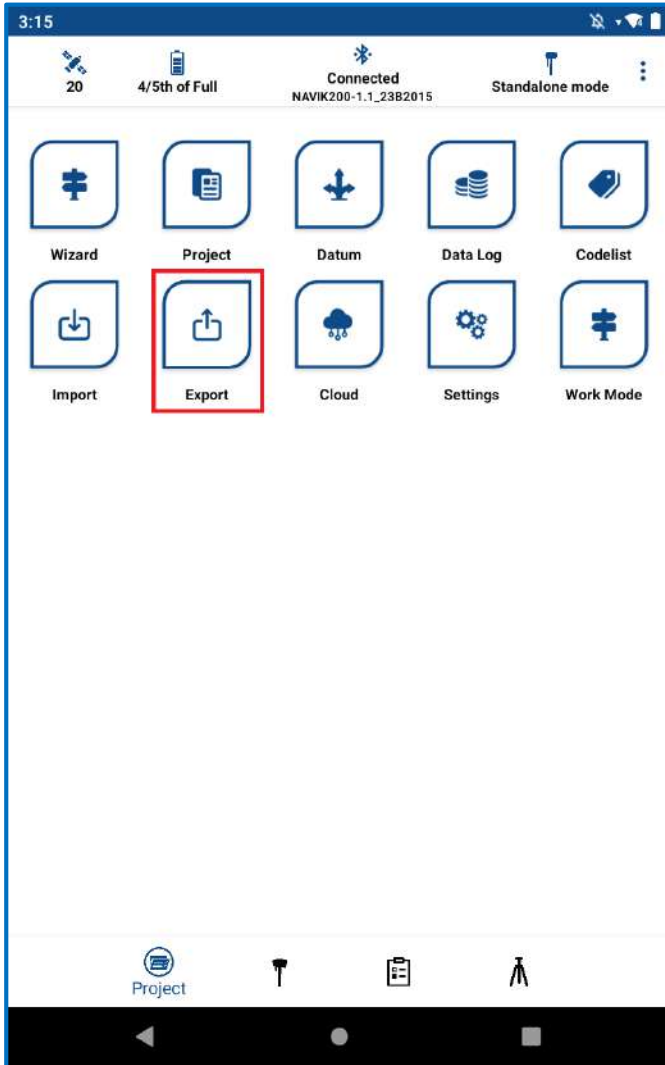 3:15
20
4/5th of Full
Connected
NAVIK200-1.1_23B2015
Standalone mode
Wizard
Project
Datum
Data Log
Codelist
Import
Export
Cloud
Settings
Work Mode
Project